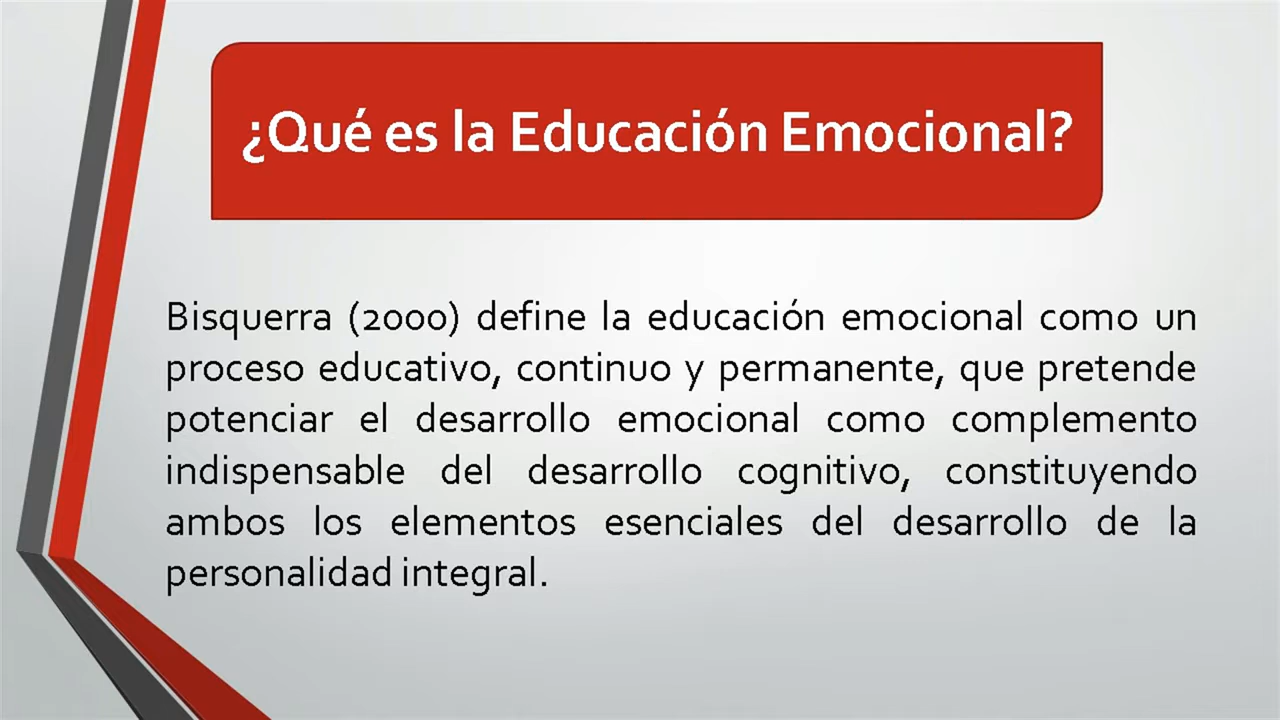 ¿Qué es la Educación Emocional?
Bisquerra (2000) define la educación emocional como un
proceso educativo, continuo y permanente, que pretende
potenciar el desarrollo emocional como complemento
indispensable del desarrollo cognitivo, constituyendo
ambos los elementos esenciales del desarrollo de la
personalidad integral.